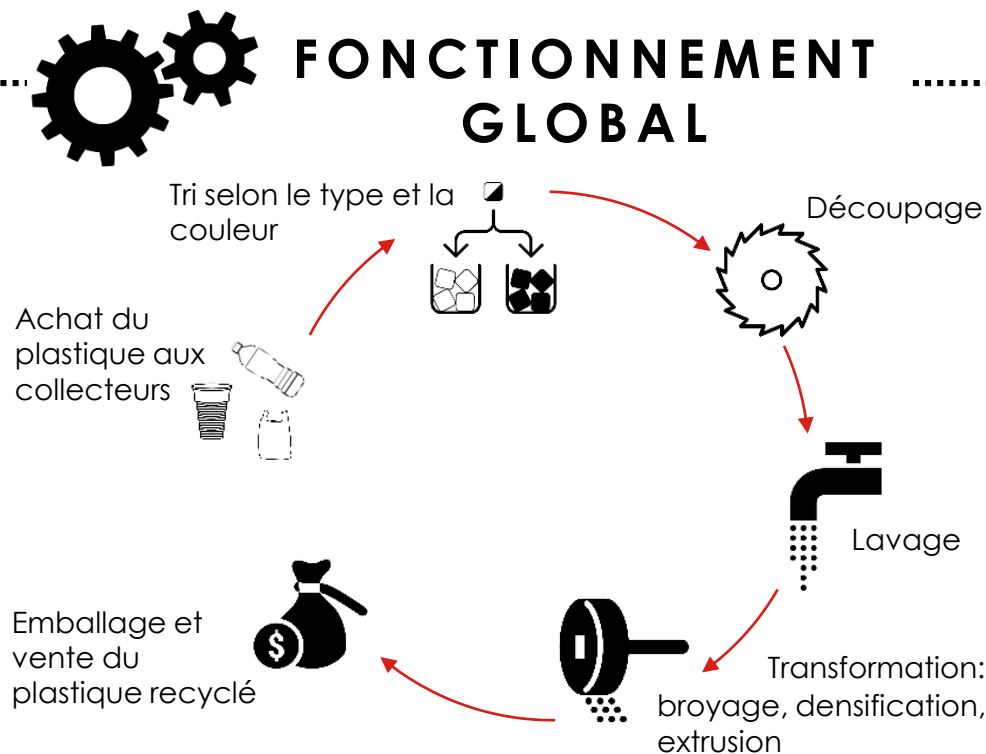 FONCTIONNEMENT
GLOBAL
Tri selon le type et la
couleur
Découpage
Achat du
plastique aux
collecteurs
Lavage
Transformation:
broyage, densification,
extrusion
$
Emballage et
vente du
plastique recyclé